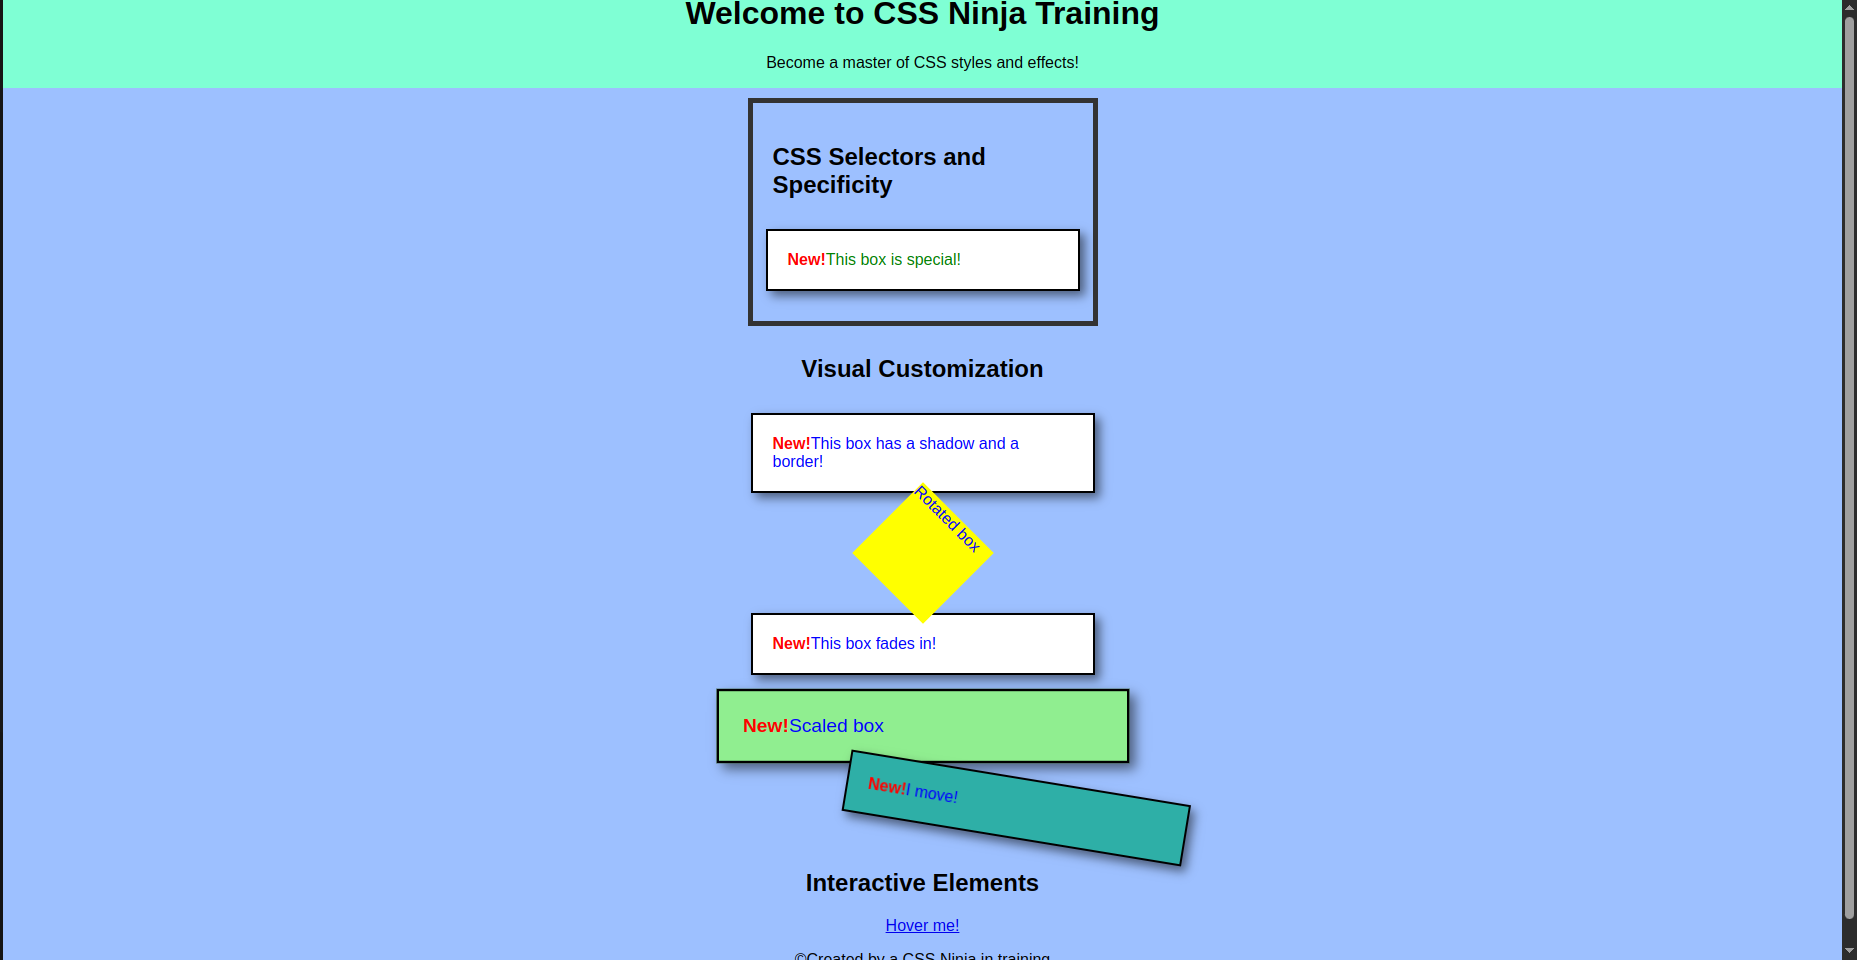 Welcome to CSS Ninja Training
Become a master of CSS styles and effects!
CSS Selectors and
Specificity
New!This box is special!
Visual Customization
New!This box has a shadow and a
border!
Rotated box
New!This box fades in!
New!Scaled box
New!I move!
Interactive Elements
Hover me!
©Created by a CSS Ninja in training